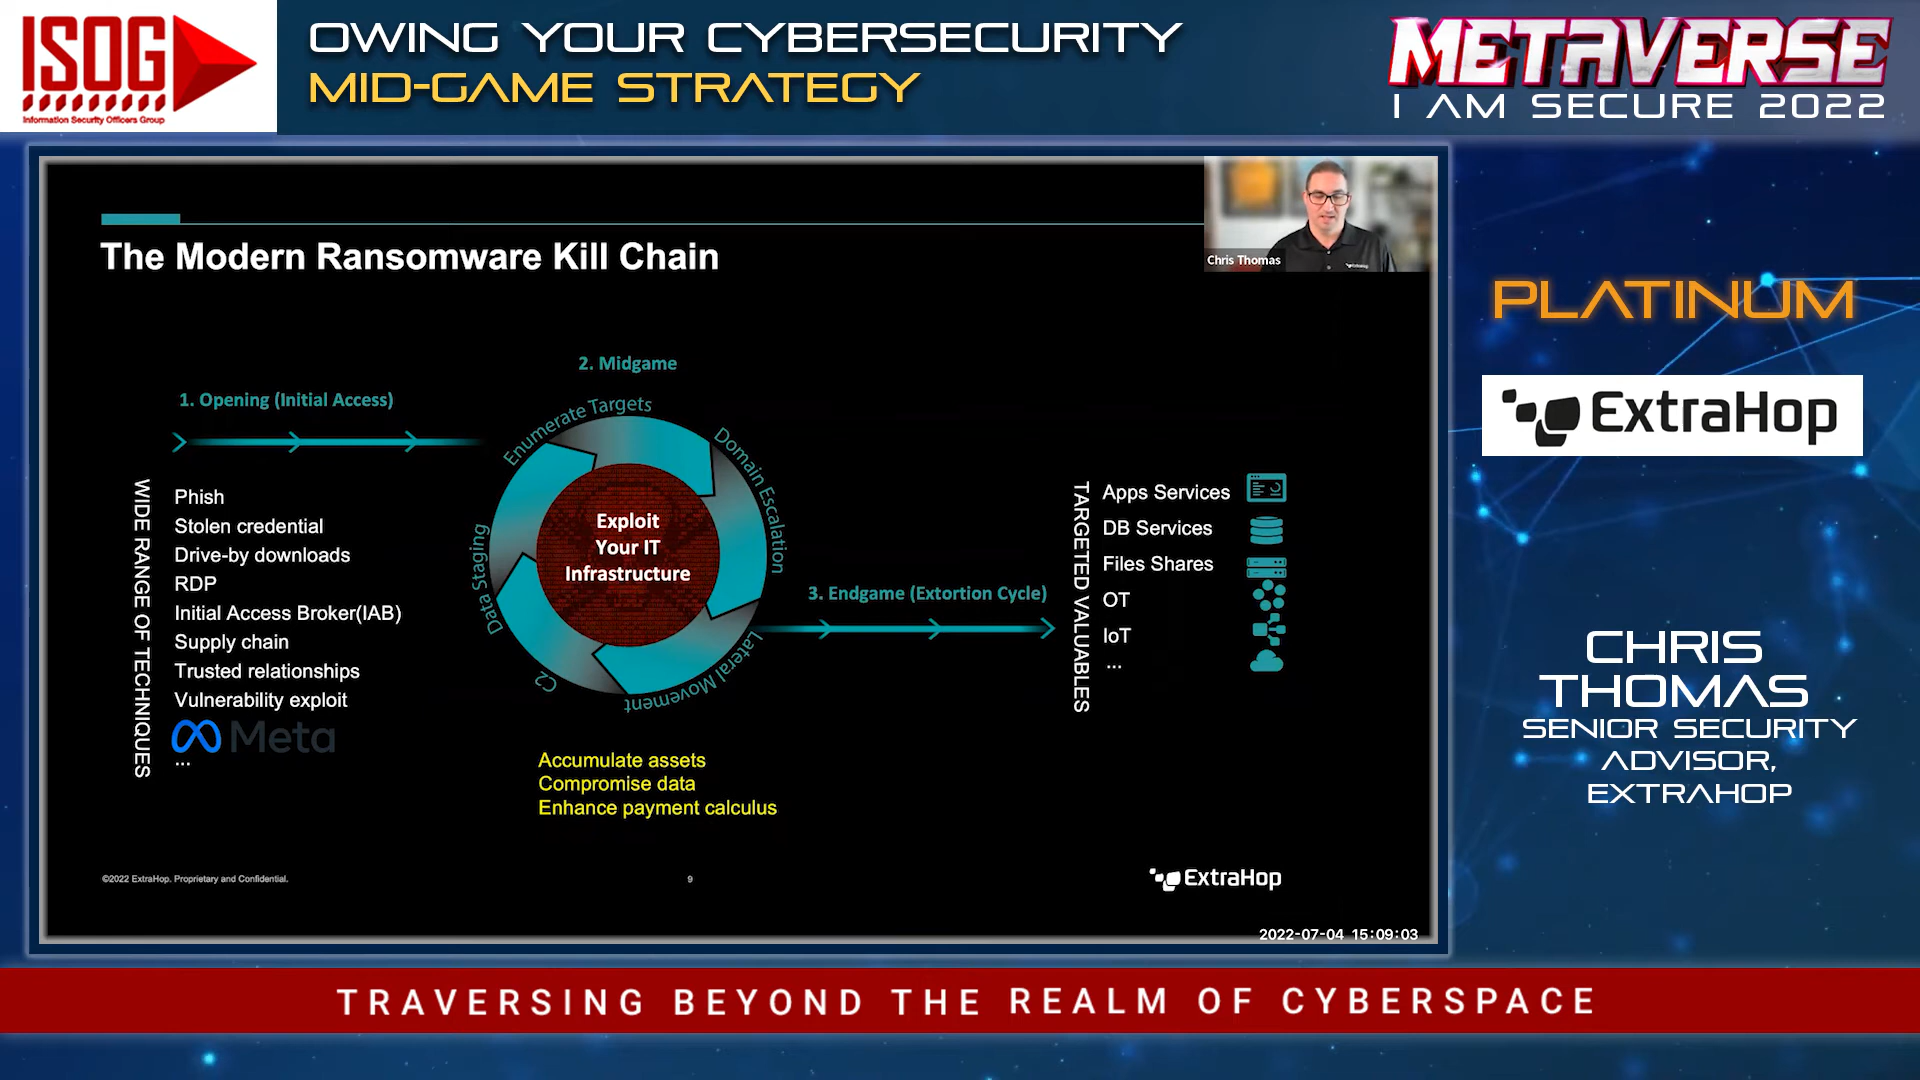 ISOG
Information Security Officers Group
OWING YOUR CYBERSECURITY
MID-GAME STRATEGY
METAVERSE
I AM SECURE 2022
The Modern Ransomware Kill Chain
Chris Thomas
1. Opening (Initial Access)
WIDE RANGE OF TECHNIQUES
Phish
Stolen credential
Drive-by downloads
RDP
Initial Access Broker(IAB)
Supply chain
Trusted relationships
Vulnerability exploit
Meta
...
2. Midgame
Enumerate Targets
Domain Escalation
Lateral Movement
C2
Data Staging
Exploit
Your IT
Infrastructure
Accumulate assets
Compromise data
Enhance payment calculus
3. Endgame (Extortion Cycle)
TARGETED VALUABLES
Apps Services
DB Services
Files Shares
OT
IoT
...
©2022 ExtraHop. Proprietary and Confidential.
9
ExtraHop
2022-07-04 15:09:03
PLATINUM
ExtraHop
CHRIS
THOMAS
SENIOR SECURITY
ADVISOR,
EXTRAHOP
TRAVERSING BEYOND THE REALM OF CYBERSPACE